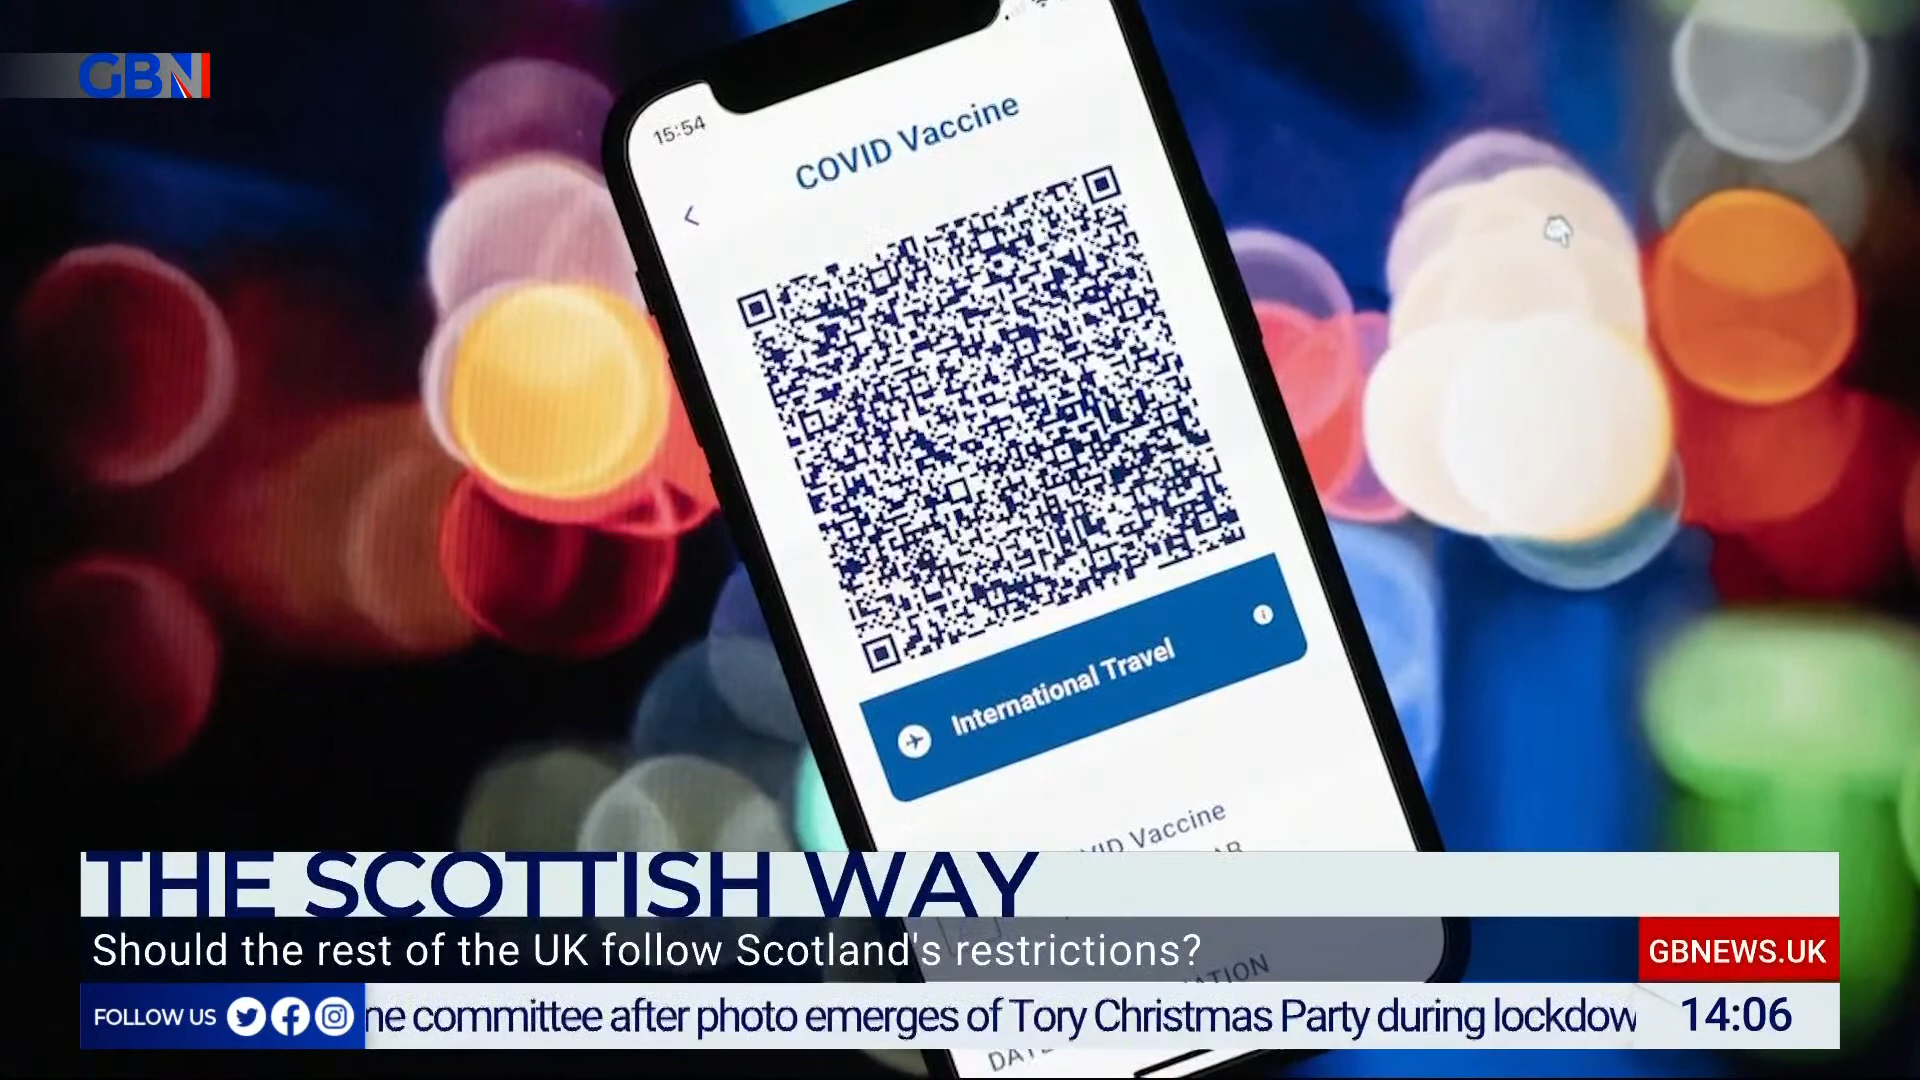 GBN
15:54
COVID Vaccine
International Travel
COVID Vaccine
THE SCOTTISH WAY
Should the rest of the UK follow Scotland's restrictions?
GBNEWS.UK
FOLLOW US
committee after photo emerges of Tory Christmas Party during lockdow
14:06